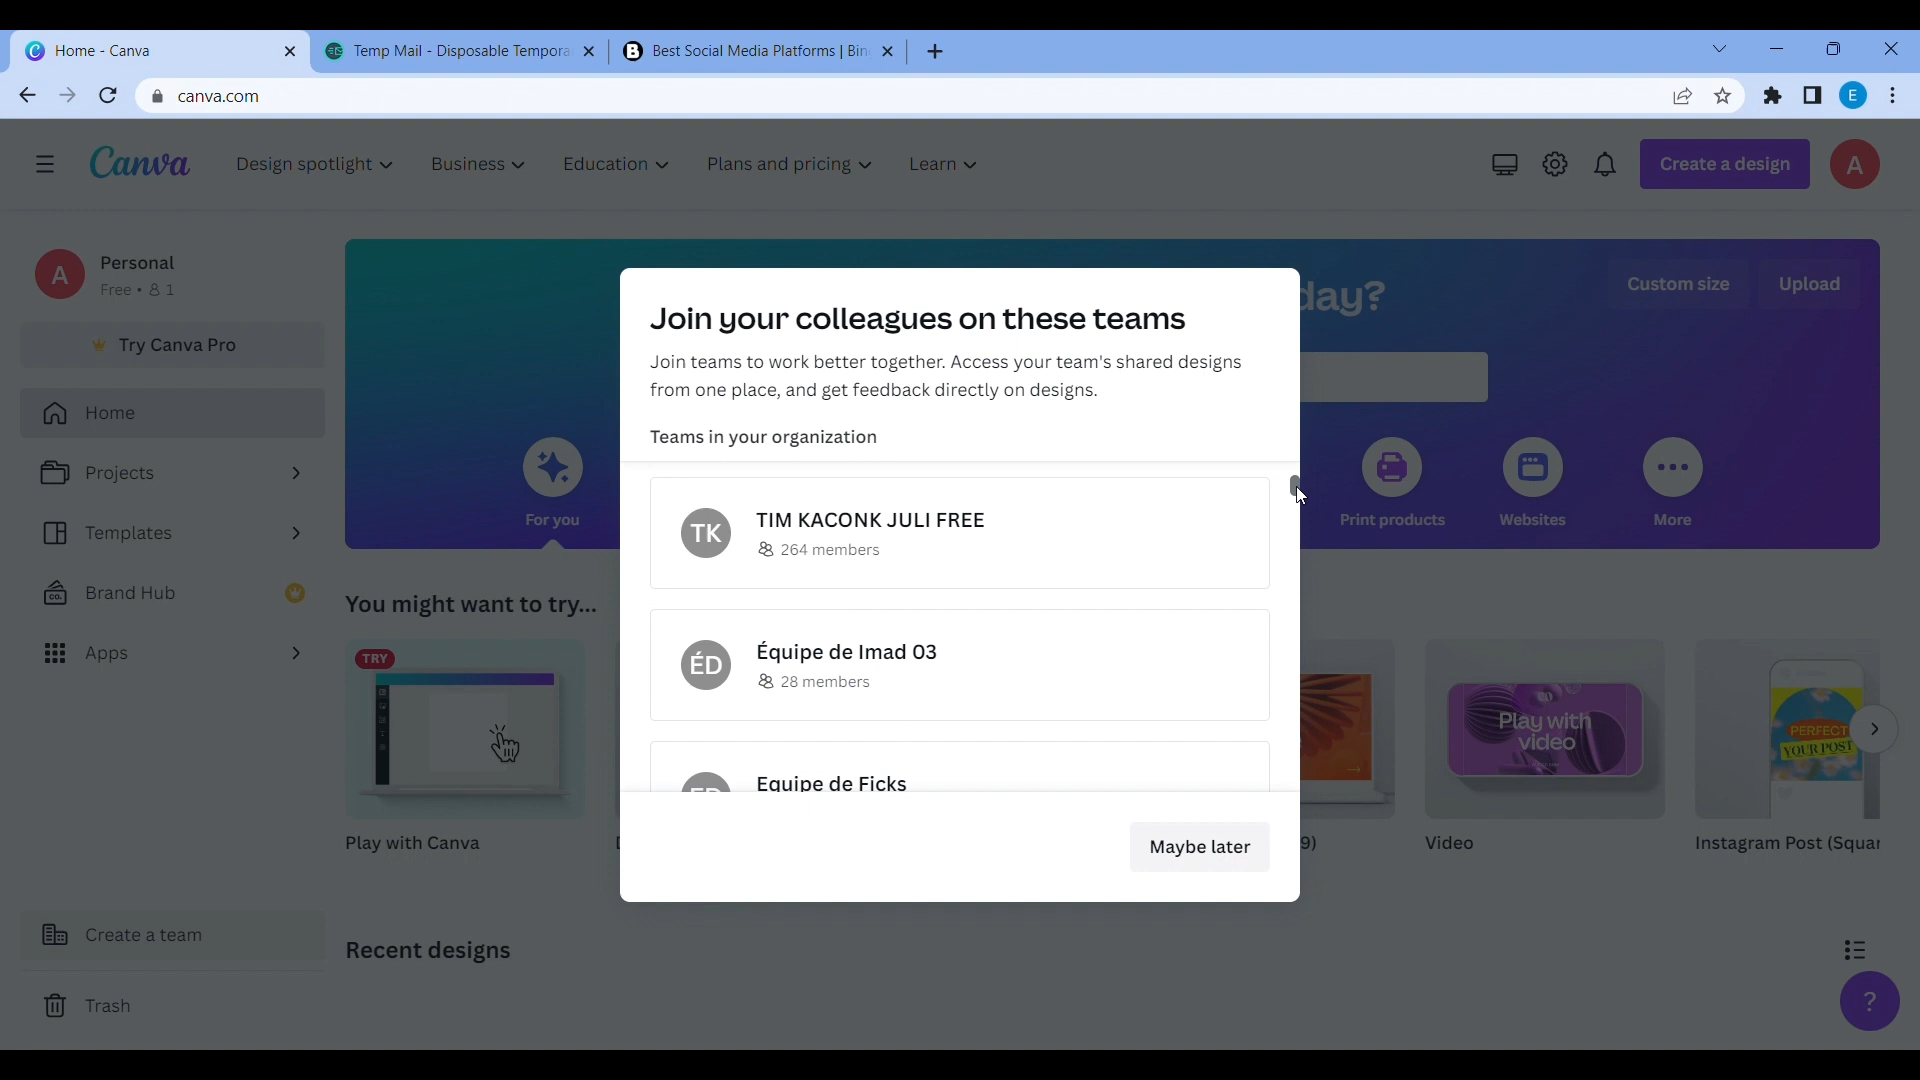 Home - Canva
Temp Mail - Disposable Tempora
Best Social Media Platforms | Bin
canva.com
E
Canva
Design spotlight
Business
Education
Plans and pricing
Learn
Create a design
A
A
Personal
Free • 1
Try Canva Pro
Home
Projects
Templates
Brand Hub
CO.
Apps
Create a team
Trash
day?
Custom size
Upload
For you
Print products
Websites
More
You might want to try...
TRY
Play with Canva
9)
Play with
video
Video
PERFECT
YOUR POST
Instagram Post (Squar
Recent designs
?
Join your colleagues on these teams
Join teams to work better together. Access your team's shared designs
from one place, and get feedback directly on designs.
Teams in your organization
TK
TIM KACONK JULI FREE
264 members
ÉD
Équipe de Imad 03
28 members
Equipe de Ficks
Maybe later